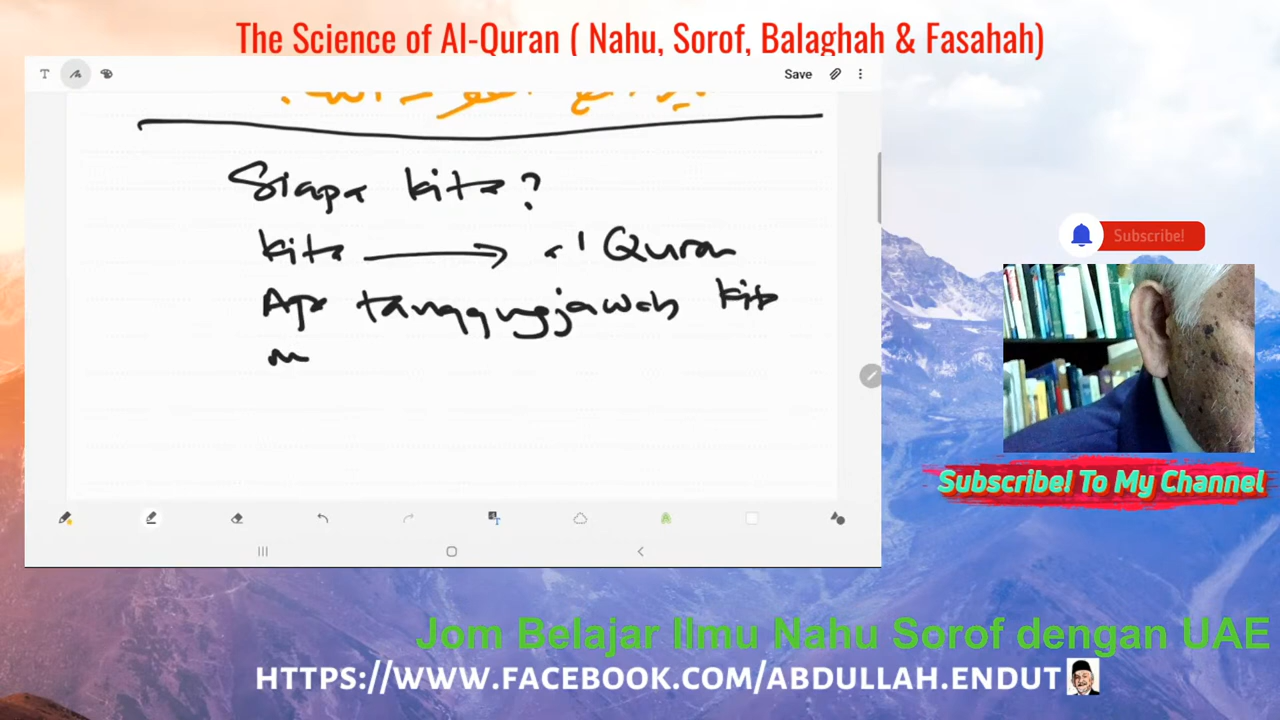 The Science of Al-Quran ( Nahu, Sorof, Balaghah & Fasahah)
T
Save
Siapa kita?
kita → al Quran
Apa tanggungjawab kita
m
Subscribe!
Subscribe! To My Channel
Jom Belajar Ilmu Nahu Sorof dengan UAE
HTTPS://WWW.FACEBOOK.COM/ABDULLAH.ENDUT